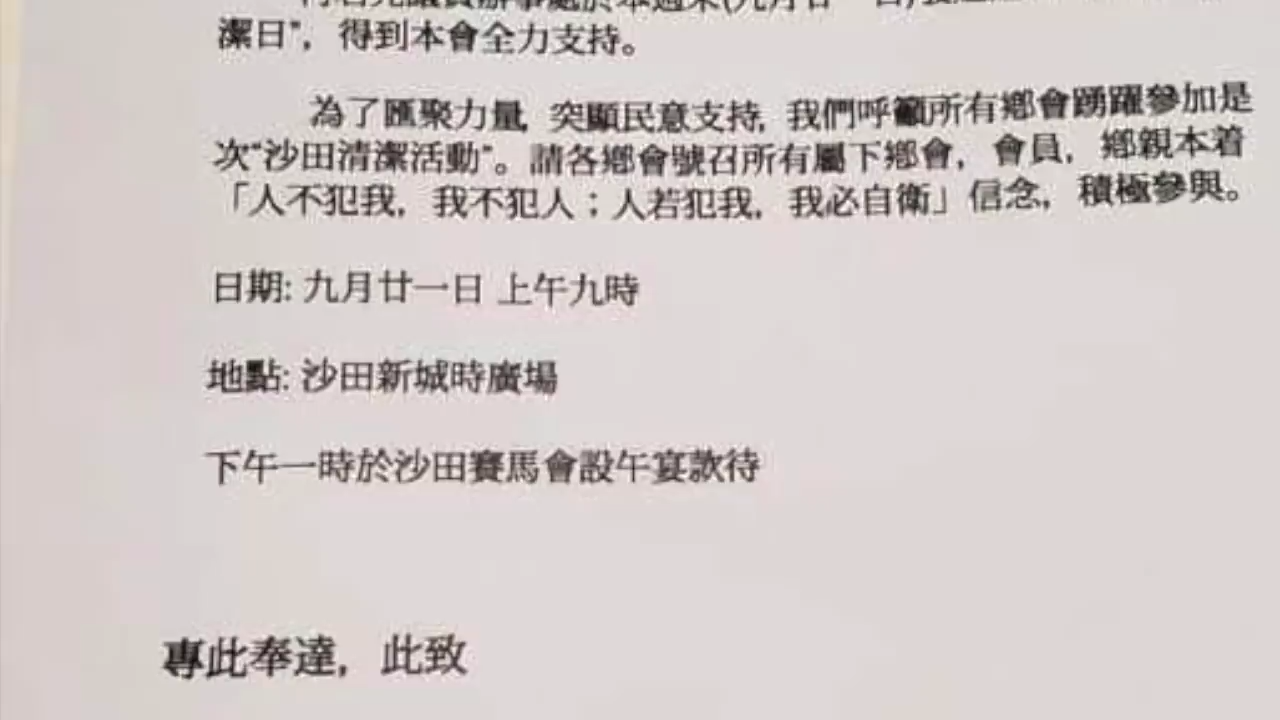 潔日”，得到本會全力支持。
為了匯聚力量，突顯民意支持，我們呼籲所有鄉會踴躍參加是
次“沙田清潔活動”。請各鄉會號召所有屬下鄉會，會員，鄉親本着
「人不犯我，我不犯人；人若犯我，我必自衛」信念，積極參與。
日期: 九月廿一日 上午九時
地點: 沙田新城時廣場
下午一時於沙田賽馬會設午宴款待
專此奉達，此致